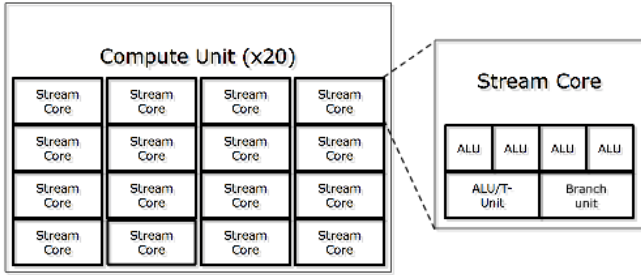 Compute Unit (x20)
Stream Core Stream Core Stream Core Stream Core
Stream Core Stream Core Stream Core Stream Core
Stream Core Stream Core Stream Core Stream Core
Stream Core Stream Core Stream Core Stream Core
Stream Core
ALU ALU ALU ALU
ALU/T-
Unit
Branch
unit